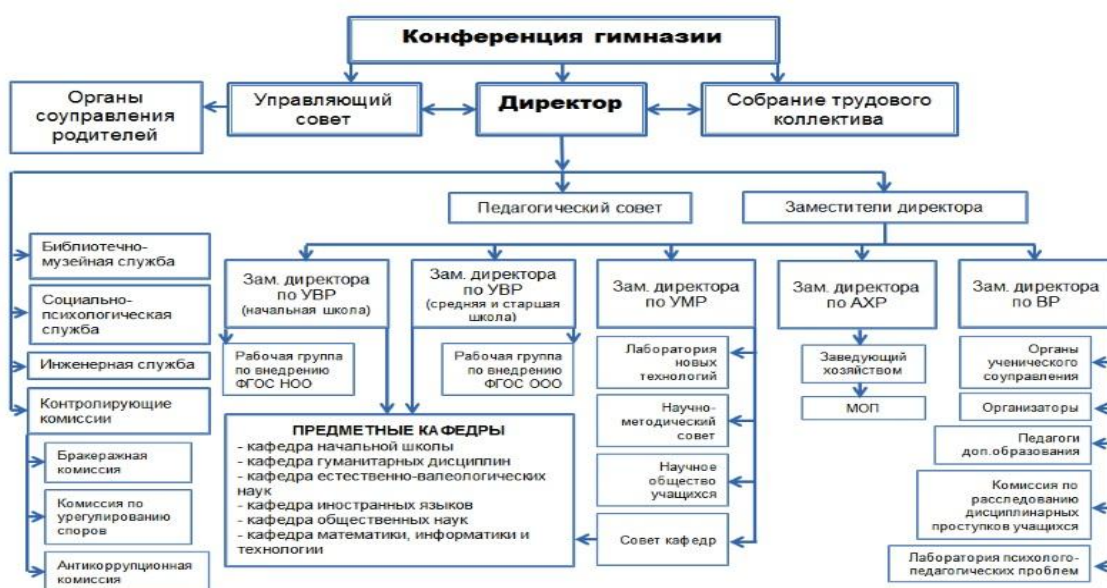 Конференция гимназии
Органы
соуправления
родителей
Управляющий
совет
Директор
Собрание трудового
коллектива
Педагогический совет
Заместители директора
Библиотечно-
музейная служба
Социально-
психологическая
служба
Инженерная служба
Контролирующие
комиссии
Бракеражная
комиссия
Комиссия по
урегулированию
споров
Антикоррупционная
комиссия
Зам. директора
по УВР
(начальная школа)
Рабочая группа
по внедрению
ФГОС НОО
Зам. директора
по УВР
(средняя и старшая
школа)
Рабочая группа
по внедрению
ФГОС ООО
ПРЕДМЕТНЫЕ КАФЕДРЫ
- кафедра начальной школы
- кафедра гуманитарных дисциплин
- кафедра естественно-валеологических
наук
- кафедра иностранных языков
- кафедра общественных наук
- кафедра математики, информатики и
технологии
Зам. директора
по УМР
Лаборатория
новых
технологий
Научно-
методический
совет
Научное
общество
учащихся
Совет кафедр
Зам. директора
по АХР
Заведующий
хозяйством
МОП
Зам. директора
по ВР
Органы
ученического
соуправления
Организаторы
Педагоги
доп.образования
Комиссия по
расследованию
дисциплинарных
проступков учащихся
Лаборатория психолого-
педагогических проблем